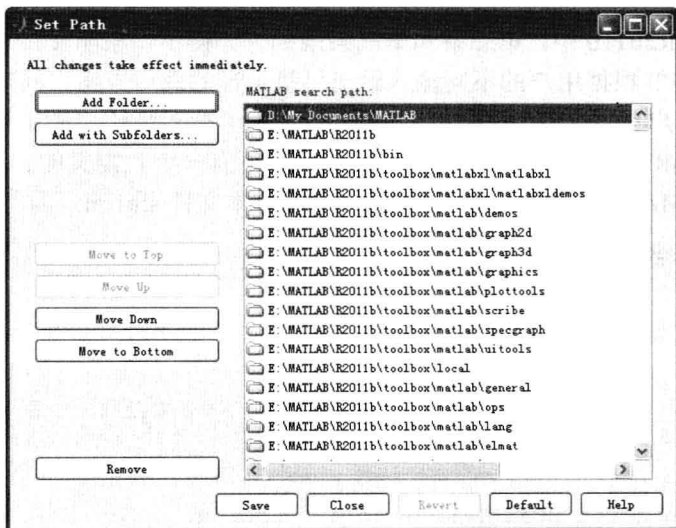 Set Path
All changes take effect immediately.
Add Folder...
Add with Subfolders...
Move to Top
Move Up
Move Down
Move to Bottom
Remove
MATLAB search path:
D:\My Documents\MATLAB
E:\MATLAB\R2011b
E:\MATLAB\R2011b\bin
E:\MATLAB\R2011b\toolbox\matlabxl\matlabxl
E:\MATLAB\R2011b\toolbox\matlabxl\matlabxldemos
E:\MATLAB\R2011b\toolbox\matlab\demos
E:\MATLAB\R2011b\toolbox\matlab\graph2d
E:\MATLAB\R2011b\toolbox\matlab\graph3d
E:\MATLAB\R2011b\toolbox\matlab\graphics
E:\MATLAB\R2011b\toolbox\matlab\plottools
E:\MATLAB\R2011b\toolbox\matlab\scribe
E:\MATLAB\R2011b\toolbox\matlab\specgraph
E:\MATLAB\R2011b\toolbox\matlab\uitools
E:\MATLAB\R2011b\toolbox\local
E:\MATLAB\R2011b\toolbox\matlab\general
E:\MATLAB\R2011b\toolbox\matlab\ops
E:\MATLAB\R2011b\toolbox\matlab\lang
E:\MATLAB\R2011b\toolbox\matlab\elmat
Save
Close
Revert
Default
Help